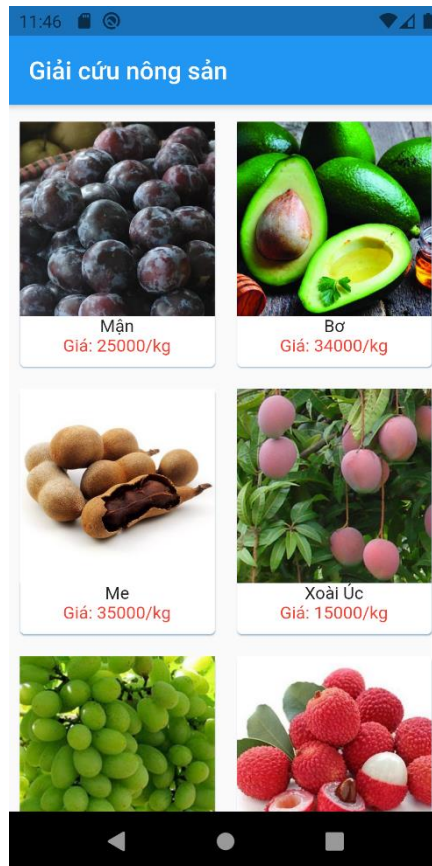 11:46
Giải cứu nông sản
Mận
Giá: 25000/kg
Bơ
Giá: 34000/kg
Me
Giá: 35000/kg
Xoài Úc
Giá: 15000/kg